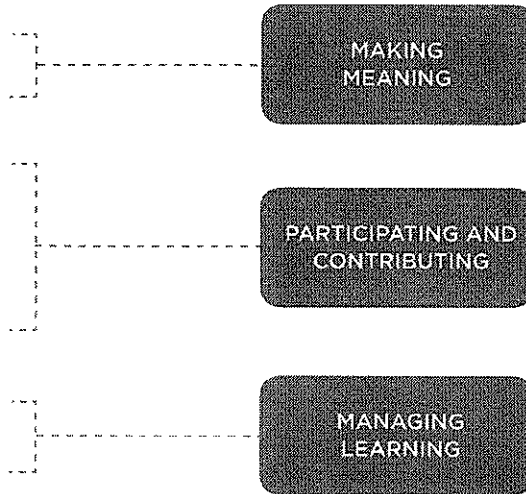 MAKING
MEANING
PARTICIPATING AND
CONTRIBUTING
MANAGING
LEARNING